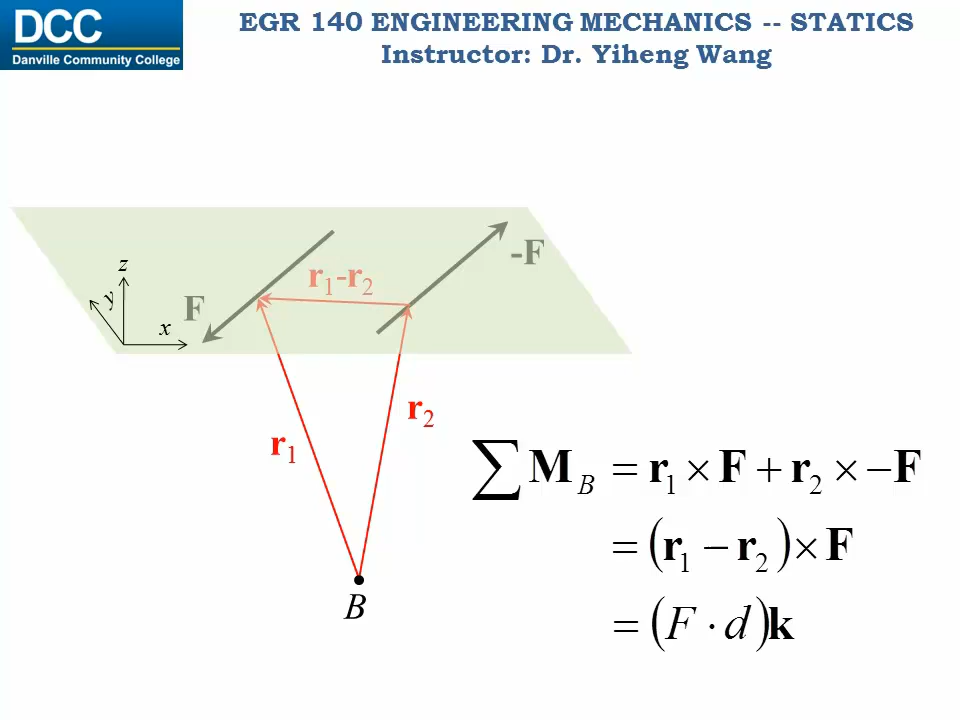 DCC
Danville Community College
EGR 140 ENGINEERING MECHANICS -- STATICS
Instructor: Dr. Yiheng Wang
-F
r₁-r₂
z
y
F
x
r₂
r₁
∑ M_B = r₁ × F + r₂ × −F
= (r₁ − r₂) × F
= (F · d)k
B